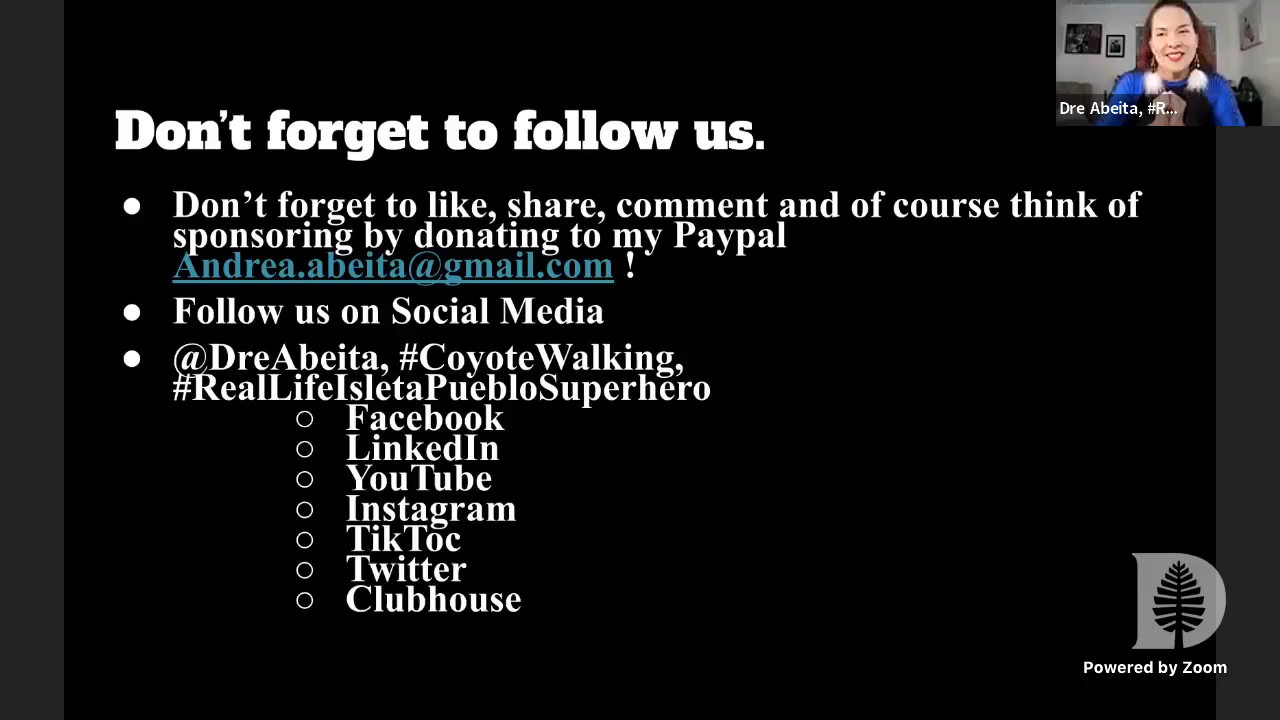 Dre Abeita, #R...
Don't forget to follow us.
● Don't forget to like, share, comment and of course think of
sponsoring by donating to my Paypal
Andrea.abeita@gmail.com !
● Follow us on Social Media
● @DreAbeita, #CoyoteWalking,
#RealLifeIsletaPuebloSuperhero
○ Facebook
○ LinkedIn
○ YouTube
○ Instagram
○ TikToc
○ Twitter
○ Clubhouse
D
Powered by Zoom